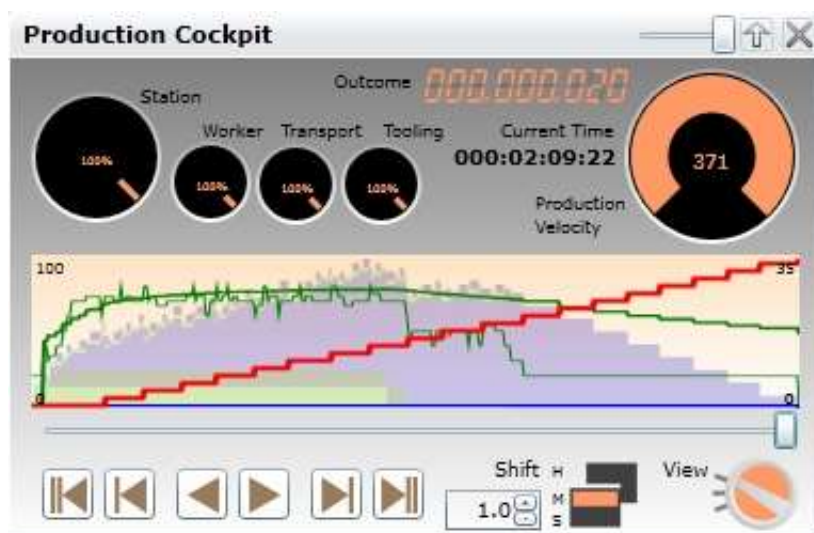 Production Cockpit
Station
Outcome 000.000.020
Worker Transport Tooling
Current Time
000:02:09:22
100%
100%
100%
100%
371
Production
Velocity
100
35
0
0
Shift
H
M
S
1.0
View